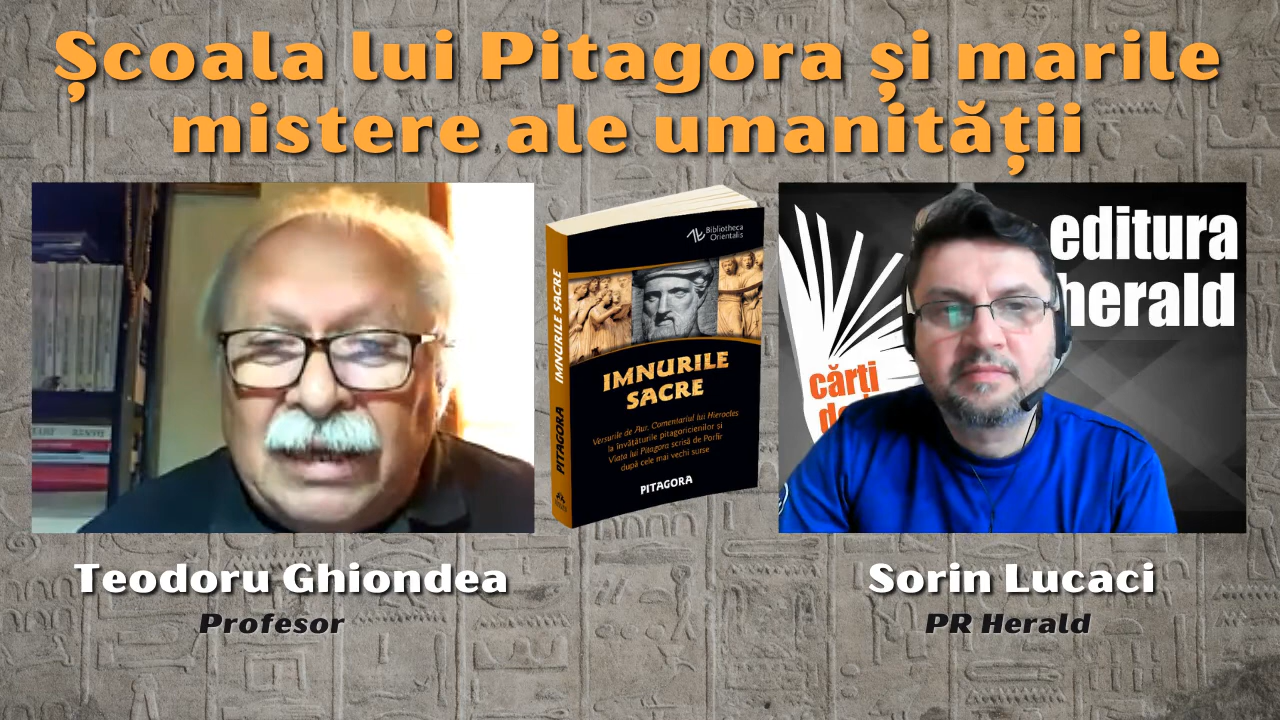 Școala lui Pitagora și marile
mistere ale umanității
Bibliotheca
Orientalis
IMNURILE
SACRE
Versurile de Aur. Comentariul lui Hierocles
la învățăturile pitagoricienilor și
Viața lui Pitagora scrisă de Porfir
după cele mai vechi surse
PITAGORA
PITAGORA IMNURILE SACRE
editura
herald
cărți
Teodoru Ghiondea
Profesor
Sorin Lucaci
PR Herald